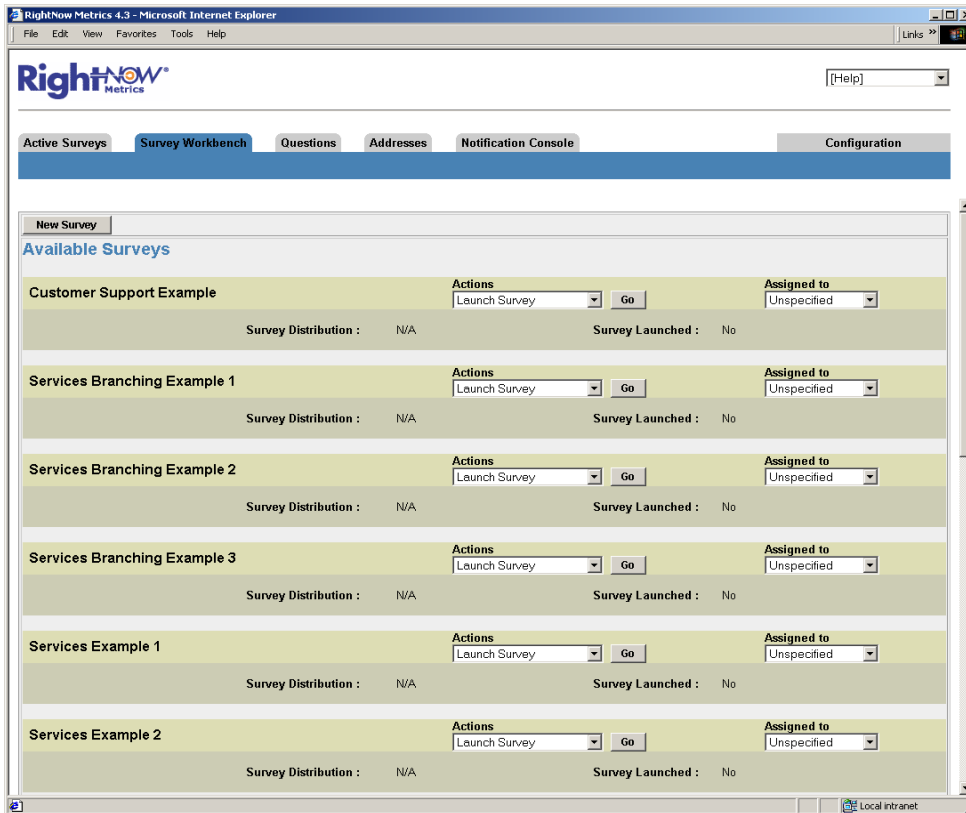 RightNow Metrics 4.3 - Microsoft Internet Explorer
File Edit View Favorites Tools Help
Links »
RightNOW
Metrics
[Help]
Active Surveys Survey Workbench Questions Addresses Notification Console Configuration
New Survey
Available Surveys
Actions Assigned to
Customer Support Example Launch Survey Go Unspecified
Survey Distribution : N/A Survey Launched : No
Actions Assigned to
Services Branching Example 1 Launch Survey Go Unspecified
Survey Distribution : N/A Survey Launched : No
Actions Assigned to
Services Branching Example 2 Launch Survey Go Unspecified
Survey Distribution : N/A Survey Launched : No
Actions Assigned to
Services Branching Example 3 Launch Survey Go Unspecified
Survey Distribution : N/A Survey Launched : No
Actions Assigned to
Services Example 1 Launch Survey Go Unspecified
Survey Distribution : N/A Survey Launched : No
Actions Assigned to
Services Example 2 Launch Survey Go Unspecified
Survey Distribution : N/A Survey Launched : No
Local intranet